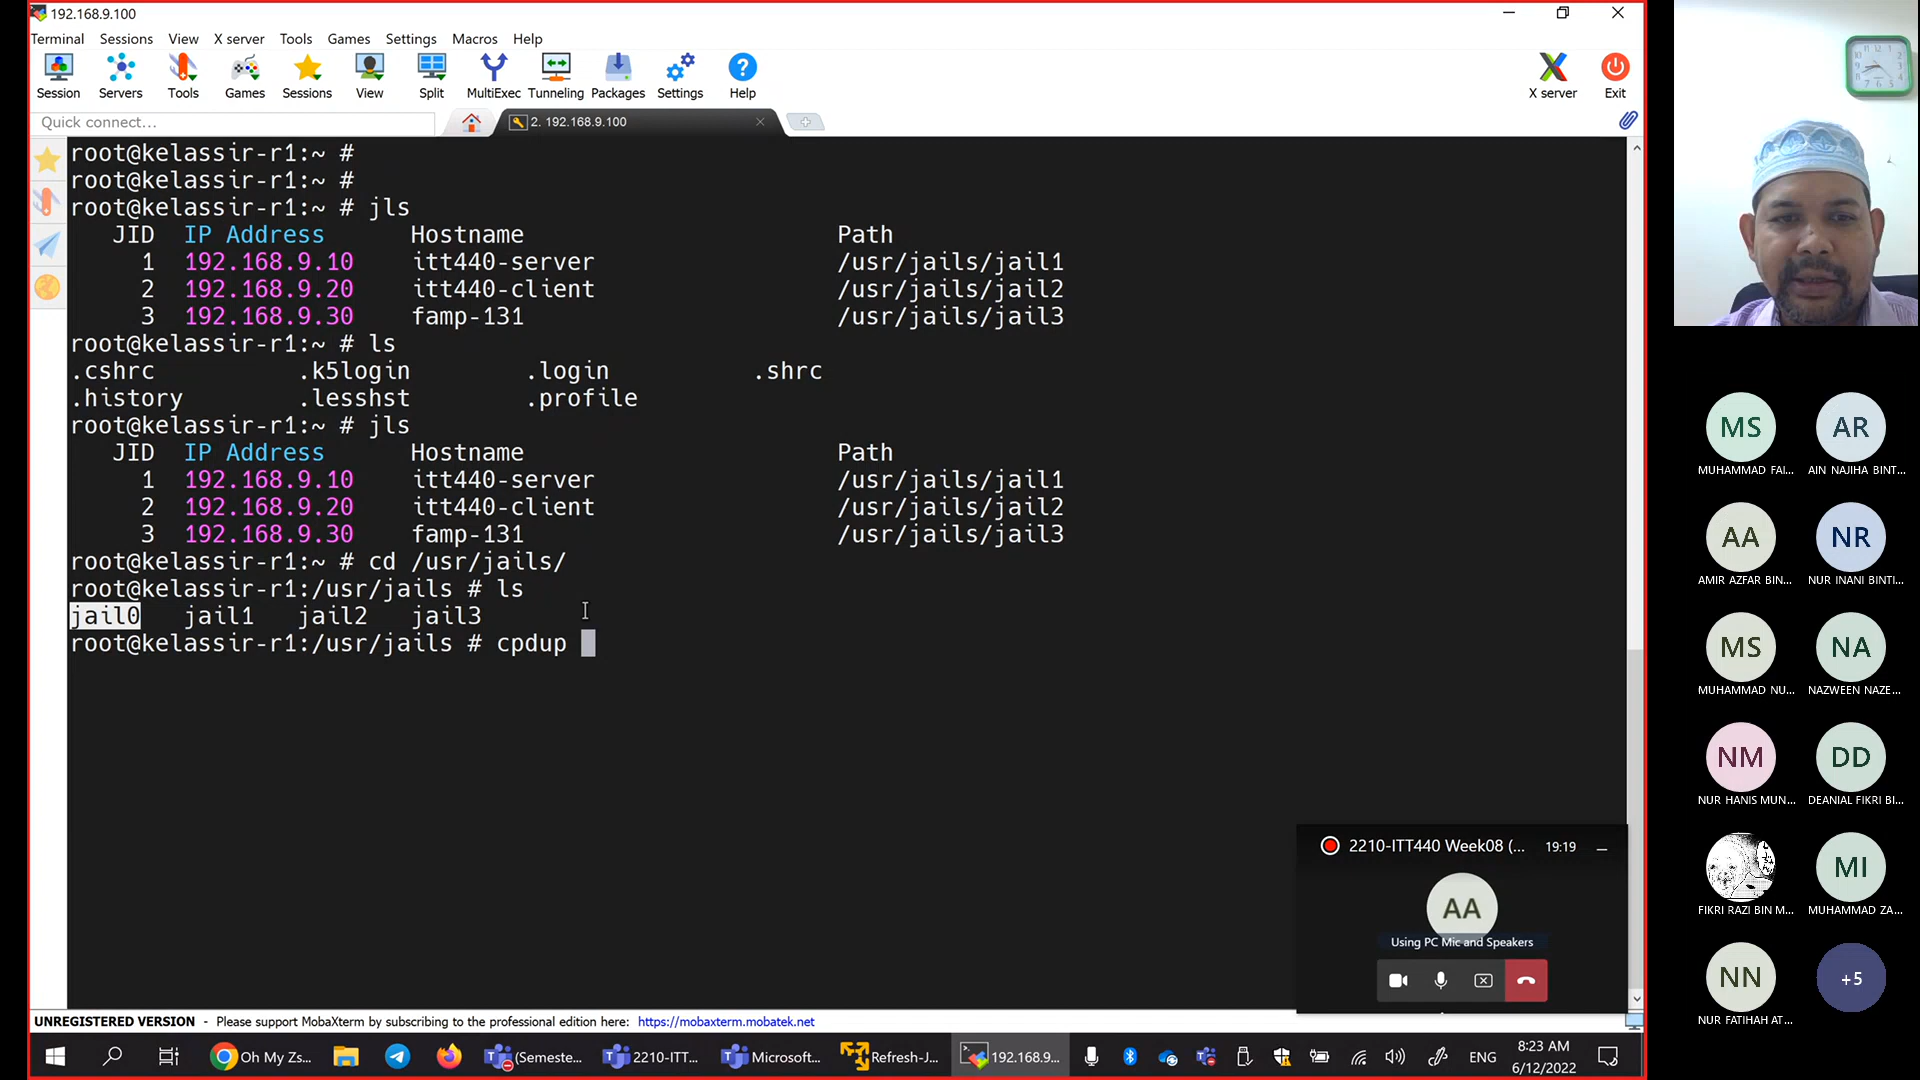 192.168.9.100
Terminal Sessions View X server Tools Games Settings Macros Help
Session Servers Tools Games Sessions View Split MultiExec Tunneling Packages Settings Help X server Exit
Quick connect...
2. 192.168.9.100
root@kelassir-r1:~ #
root@kelassir-r1:~ #
root@kelassir-r1:~ # jls
JID IP Address Hostname Path
1 192.168.9.10 itt440-server /usr/jails/jail1
2 192.168.9.20 itt440-client /usr/jails/jail2
3 192.168.9.30 famp-131 /usr/jails/jail3
root@kelassir-r1:~ # ls
.cshrc .k5login .login .shrc
.history .lesshst .profile
root@kelassir-r1:~ # jls
JID IP Address Hostname Path
1 192.168.9.10 itt440-server /usr/jails/jail1
2 192.168.9.20 itt440-client /usr/jails/jail2
3 192.168.9.30 famp-131 /usr/jails/jail3
root@kelassir-r1:~ # cd /usr/jails/
root@kelassir-r1:/usr/jails # ls
jail0 jail1 jail2 jail3
root@kelassir-r1:/usr/jails # cpdup
2210-ITT440 Week08 (... 19:19
AA
Using PC Mic and Speakers
UNREGISTERED VERSION - Please support MobaXterm by subscribing to the professional edition here: https://mobaxterm.mobatek.net
Oh My Zs... (Semeste... 2210-ITT... Microsoft... Refresh-J... 192.168.9... ENG
8:23 AM
6/12/2022
MS AR
MUHAMMAD FAI... AIN NAJIHA BINT...
AA NR
AMIR AZFAR BIN... NUR INANI BINTI...
MS NA
MUHAMMAD NU... NAZWEEN NAZE...
NM DD
NUR HANIS MUN... DEANIAL FIKRI BI...
MI
FIKRI RAZI BIN M... MUHAMMAD ZA...
NN +5
NUR FATIHAH AT...